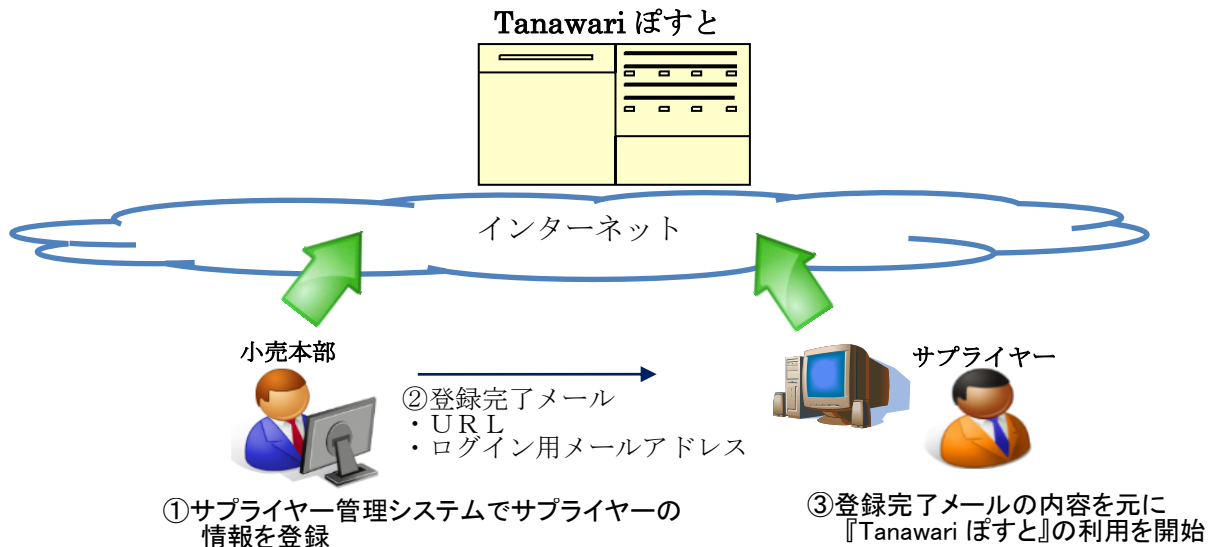 Tanawari ぽすと
インターネット
小売本部
サプライヤー
②登録完了メール
・ＵＲＬ
・ログイン用メールアドレス
①サプライヤー管理システムでサプライヤーの
情報を登録
③登録完了メールの内容を元に
『Tanawari ぽすと』の利用を開始